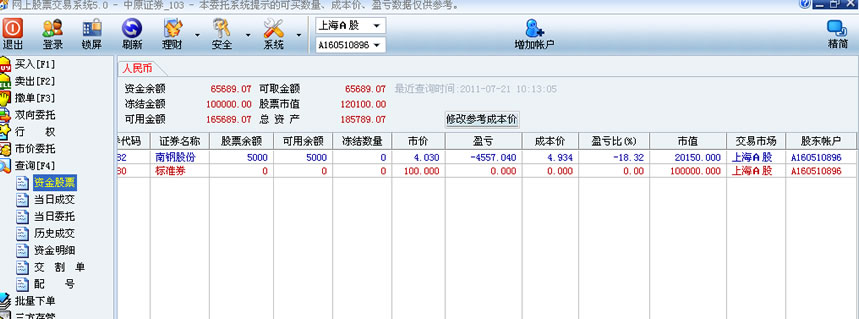 网上股票交易系统5.0 - 中原证券_103 - 本委托系统提示的可买数量、成本价、盈亏数据仅供参考。
退出 登录 锁屏 刷新 理财 安全 系统 上海A股 A160510896 增加帐户 精简
买入[F1]
卖出[F2]
撤单[F3]
双向委托
行 权
市价委托
查询[F4]
资金股票
当日成交
当日委托
历史成交
资金明细
交 割 单
配 号
批量下单
三方存管
人民币
资金余额 65689.07 可取金额 65689.07 最近查询时间:2011-07-21 10:13:05
冻结金额 100000.00 股票市值 120100.00
可用金额 165689.07 总 资 产 185789.07 修改参考成本价
代码 证券名称 股票余额 可用余额 冻结数量 市价 盈亏 成本价 盈亏比(%) 市值 交易市场 股东帐户
82 南钢股份 5000 5000 0 4.030 -4557.040 4.934 -18.32 20150.000 上海A股 A160510896
80 标准券 0 0 0 100.000 0.000 0.000 0.00 100000.000 上海A股 A160510896